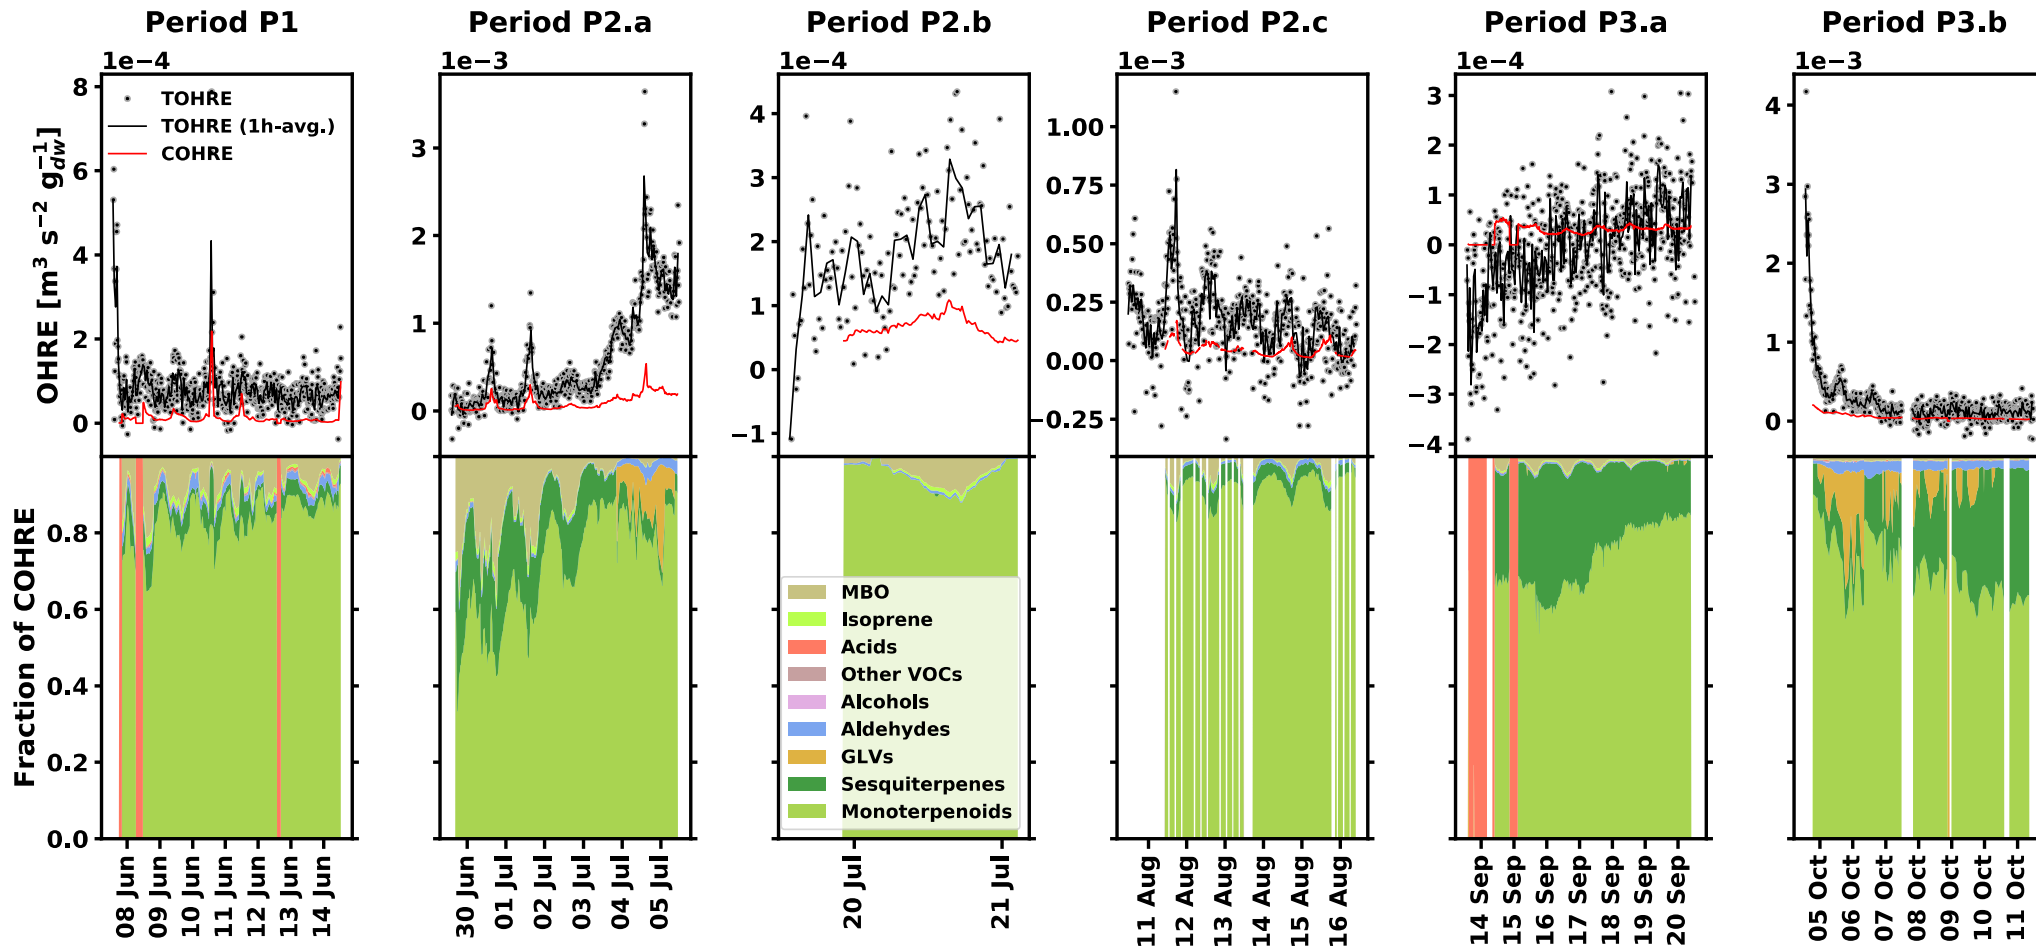 Period P1
Period P2.a
Period P2.b
Period P2.c
Period P3.a
Period P3.b
1e−4
1e−3
1e−4
1e−3
1e−4
1e−3
OHRE [m³ s⁻² g_dw⁻¹]
8
6
4
2
0
TOHRE
TOHRE (1h-avg.)
COHRE
3
2
1
0
4
3
2
1
0
−1
1.00
0.75
0.50
0.25
0.00
−0.25
3
2
1
0
−1
−2
−3
−4
4
3
2
1
0
Fraction of COHRE
0.8
0.6
0.4
0.2
0.0
MBO
Isoprene
Acids
Other VOCs
Alcohols
Aldehydes
GLVs
Sesquiterpenes
Monoterpenoids
08 Jun
09 Jun
10 Jun
11 Jun
12 Jun
13 Jun
14 Jun
30 Jun
01 Jul
02 Jul
03 Jul
04 Jul
05 Jul
20 Jul
21 Jul
11 Aug
12 Aug
13 Aug
14 Aug
15 Aug
16 Aug
14 Sep
15 Sep
16 Sep
17 Sep
18 Sep
19 Sep
20 Sep
05 Oct
06 Oct
07 Oct
08 Oct
09 Oct
10 Oct
11 Oct